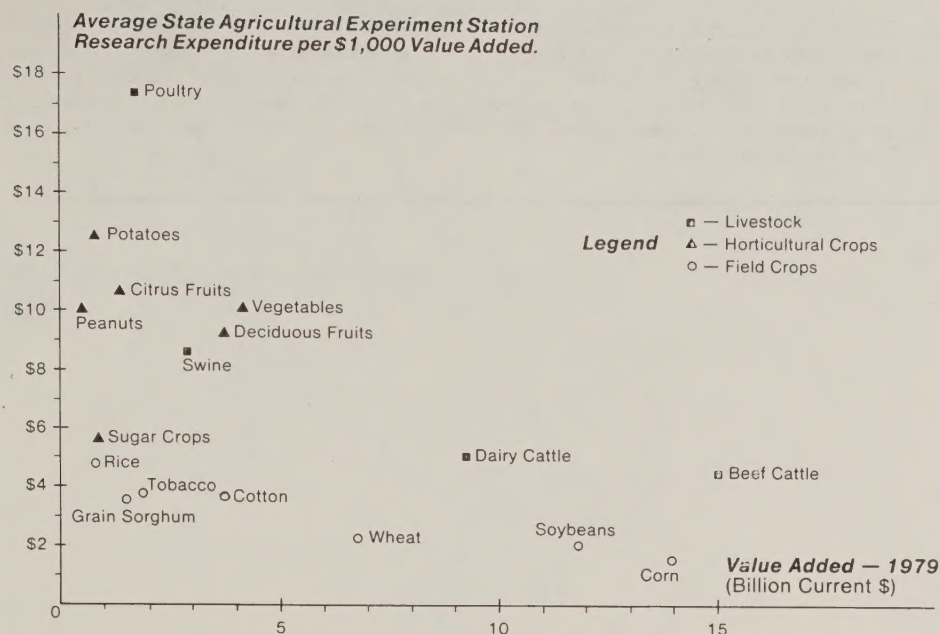 Average State Agricultural Experiment Station
Research Expenditure per $1,000 Value Added.
$18
$16
$14
$12
$10
$8
$6
$4
$2
Poultry
Potatoes
Citrus Fruits
Vegetables
Peanuts
Deciduous Fruits
Swine
Sugar Crops
Rice
Tobacco
Cotton
Grain Sorghum
Dairy Cattle
Beef Cattle
Wheat
Soybeans
Corn
Legend
— Livestock
— Horticultural Crops
— Field Crops
Value Added — 1979
(Billion Current $)
0
5
10
15